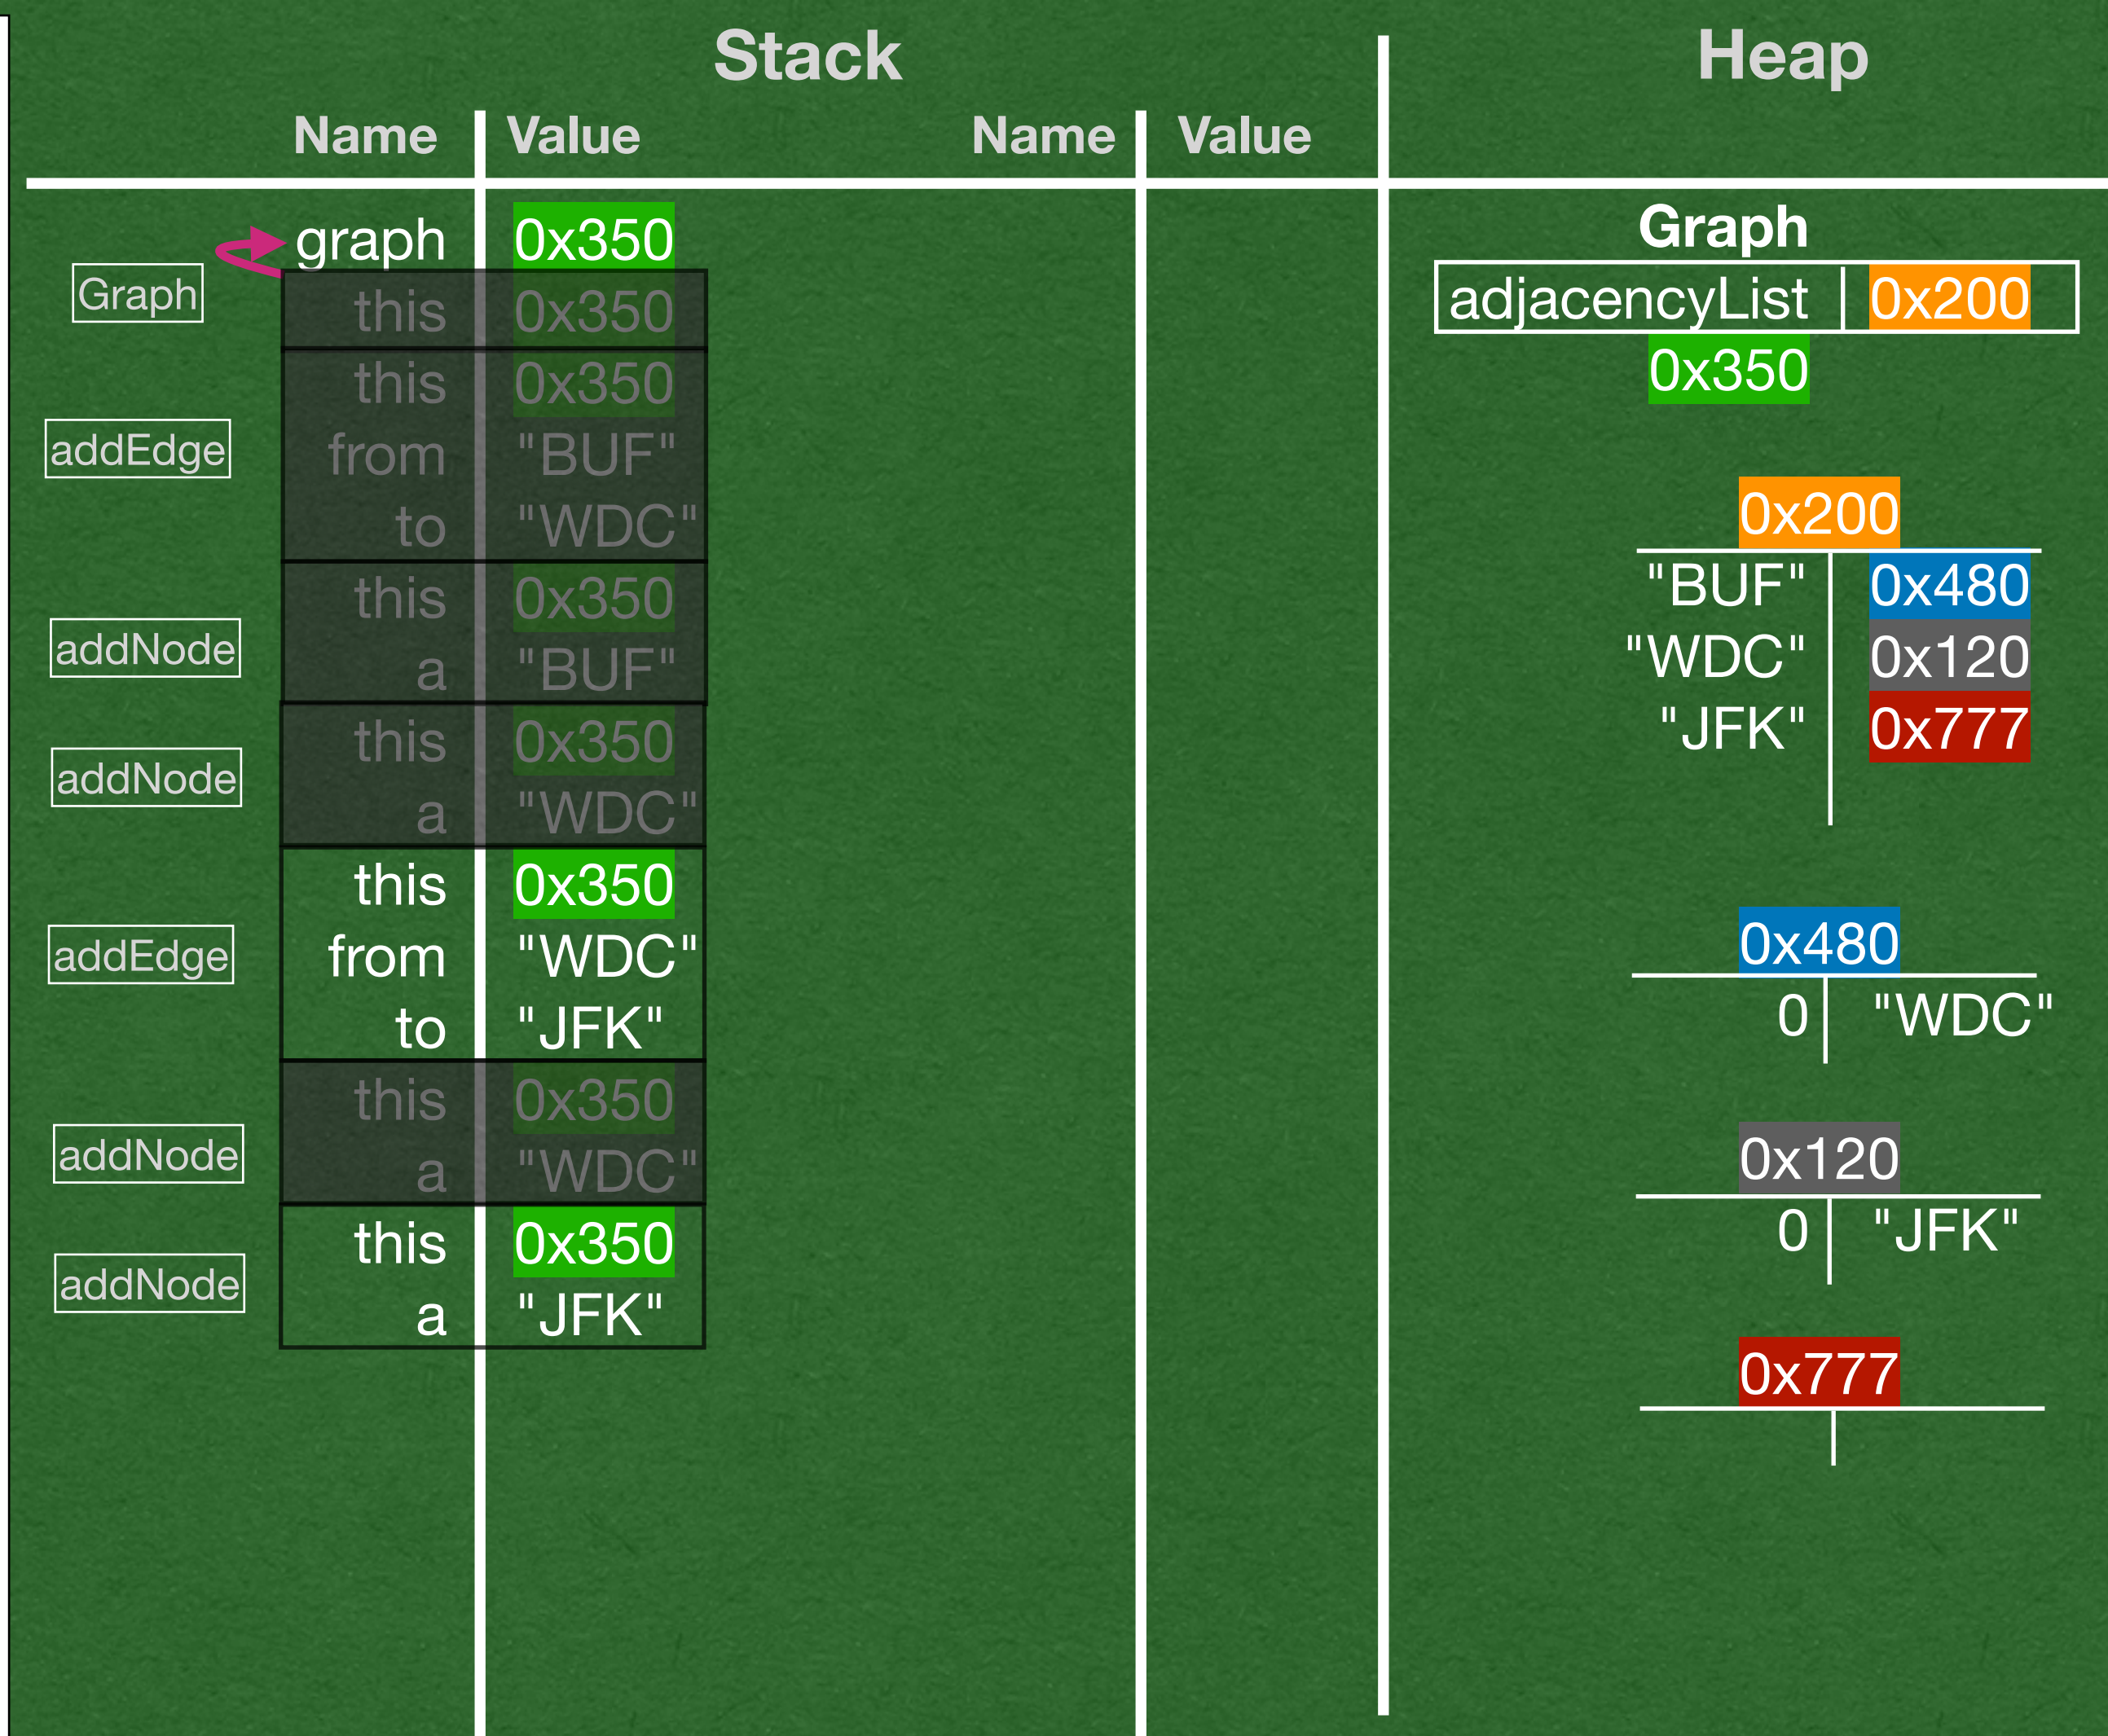 Stack
Heap
Name Value Name Value
graph 0x350
Graph this 0x350
this 0x350
addEdge from "BUF"
to "WDC"
this 0x350
addNode a "BUF"
this 0x350
addNode a "WDC"
this 0x350
addEdge from "WDC"
to "JFK"
this 0x350
addNode a "WDC"
this 0x350
addNode a "JFK"
Graph
adjacencyList 0x200
0x350
0x200
"BUF" 0x480
"WDC" 0x120
"JFK" 0x777
0x480
0 "WDC"
0x120
0 "JFK"
0x777